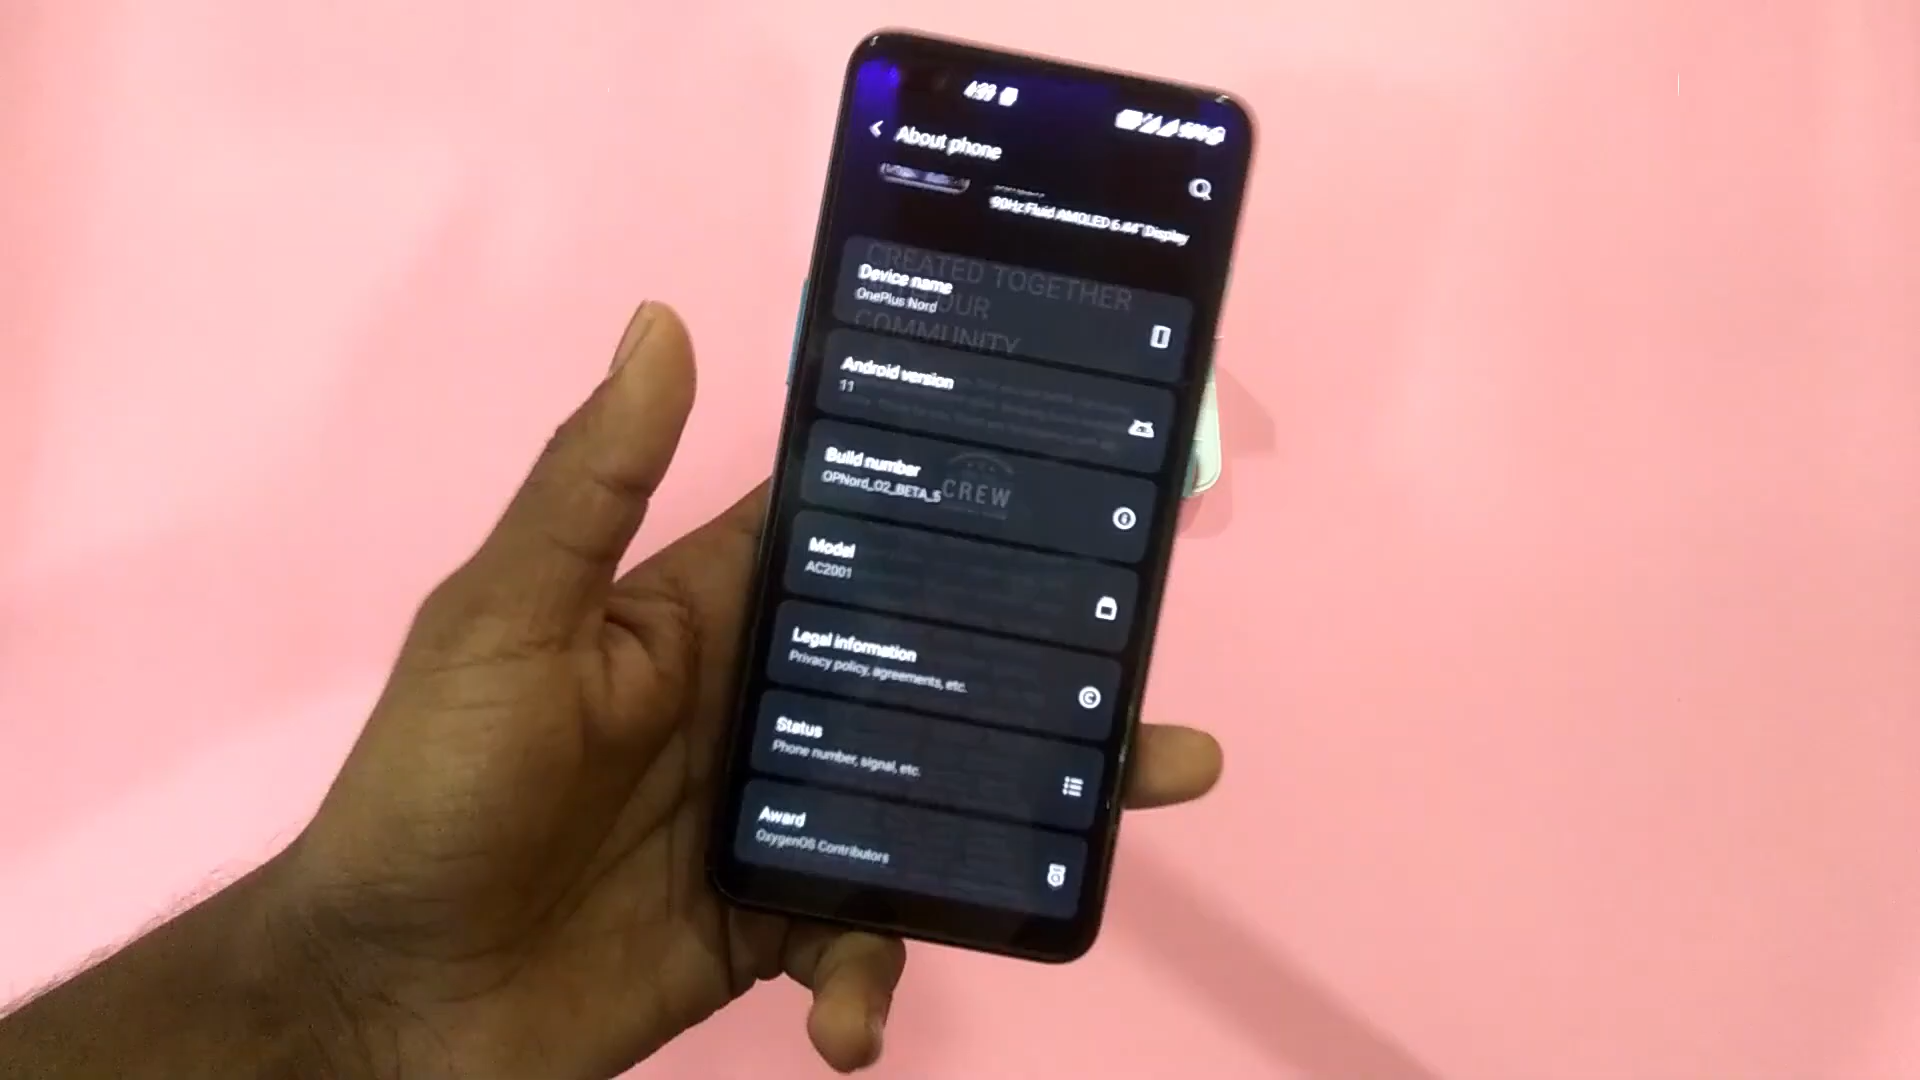 About phone
90Hz Fluid AMOLED 6.44" Display
CREATED TOGETHER
OUR
COMMUNITY
Device name
OnePlus Nord
Android version
11
Build number
OPNord_O2_BETA_5
CREW
Model
AC2001
Legal information
Privacy policy, agreements, etc.
Status
Phone number, signal, etc.
Award
OxygenOS Contributors